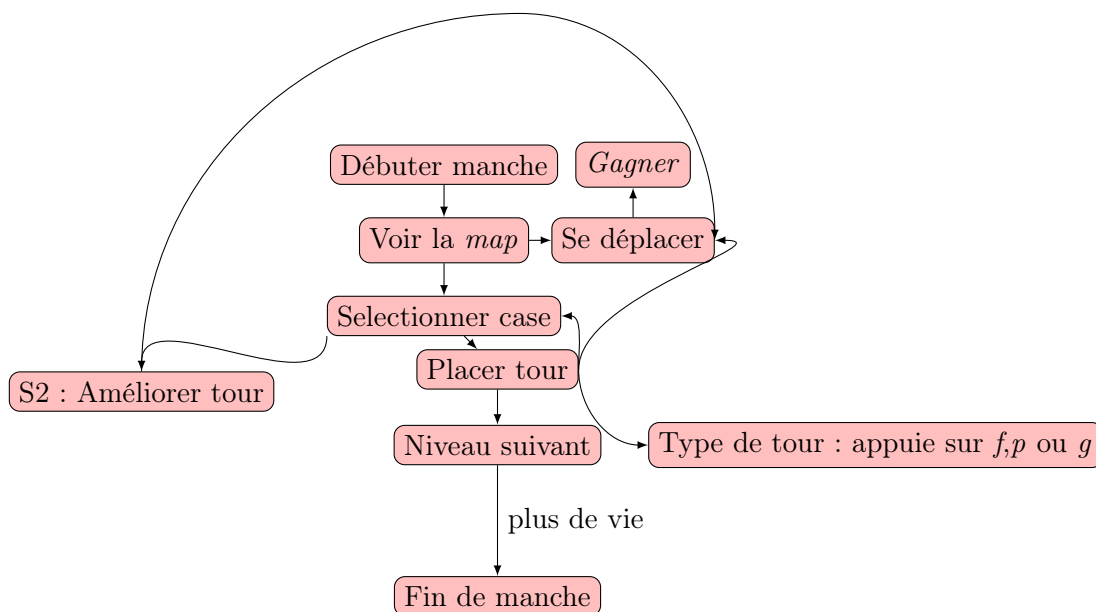 Débuter manche
Gagner
Voir la map
Se déplacer
Selectionner case
Placer tour
S2 : Améliorer tour
Niveau suivant
Type de tour : appuie sur f,p ou g
plus de vie
Fin de manche